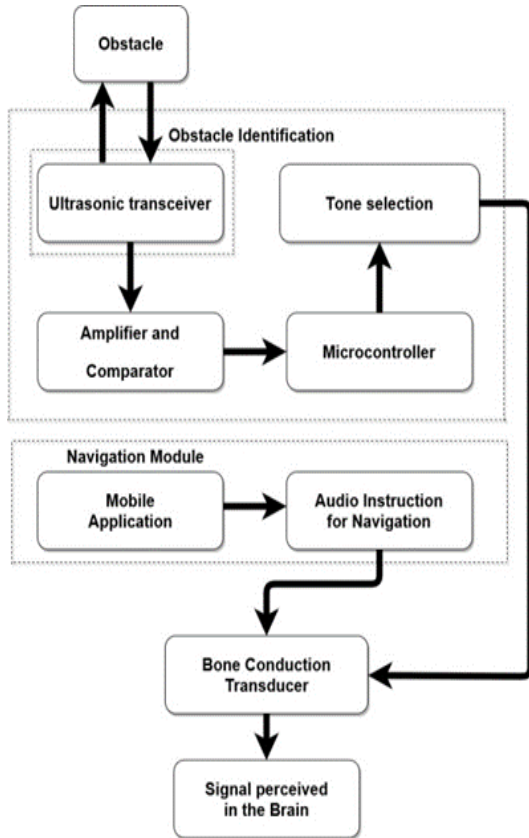 Obstacle
Obstacle Identification
Ultrasonic transceiver
Tone selection
Amplifier and
Comparator
Microcontroller
Navigation Module
Mobile
Application
Audio Instruction
for Navigation
Bone Conduction
Transducer
Signal perceived
in the Brain